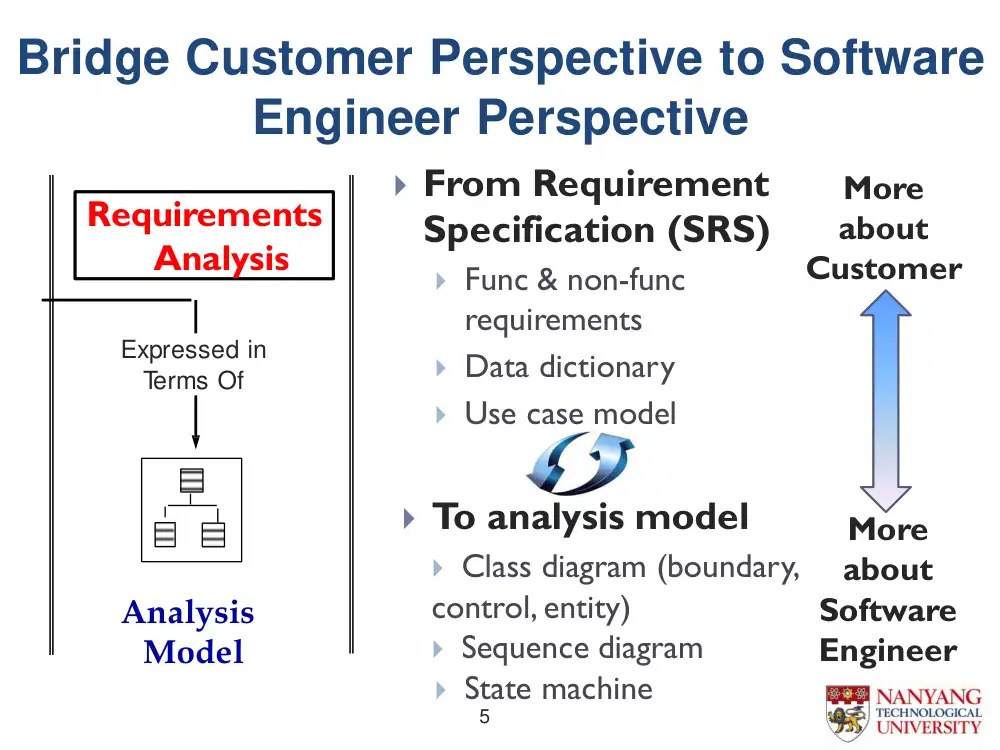 Bridge Customer Perspective to Software
Engineer Perspective
Requirements
Analysis
Expressed in
Terms Of
Analysis
Model
From Requirement
Specification (SRS)
Func & non-func
requirements
Data dictionary
Use case model
To analysis model
Class diagram (boundary,
control, entity)
Sequence diagram
State machine
More
about
Customer
More
about
Software
Engineer
5
NANYANG
TECHNOLOGICAL
UNIVERSITY